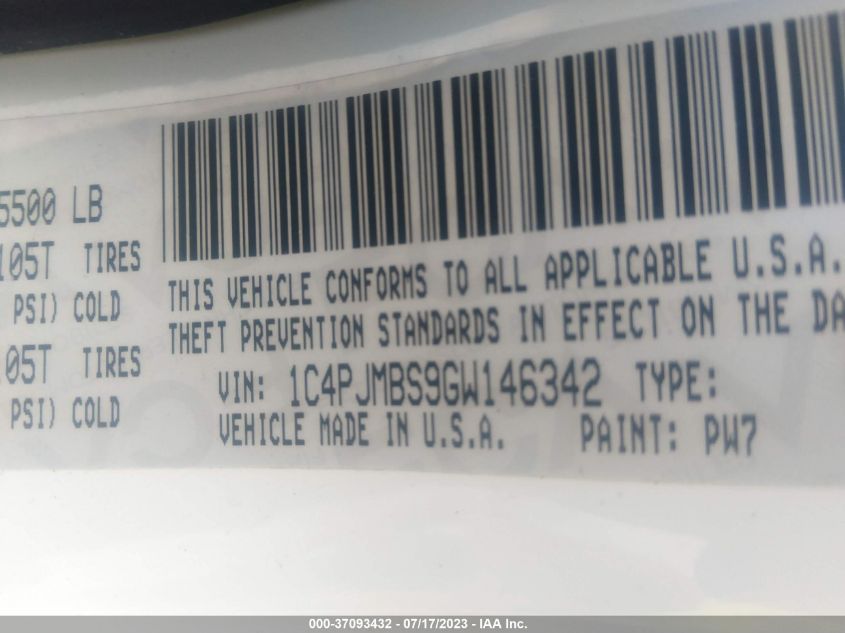 5500 LB
105T TIRES
PSI) COLD
05T TIRES
PSI) COLD
THIS VEHICLE CONFORMS TO ALL APPLICABLE U.S.A.
THEFT PREVENTION STANDARDS IN EFFECT ON THE DA
VIN: 1C4PJMBS9GW146342 TYPE:
VEHICLE MADE IN U.S.A. PAINT: PW7
000-37093432 - 07/17/2023 - IAA Inc.